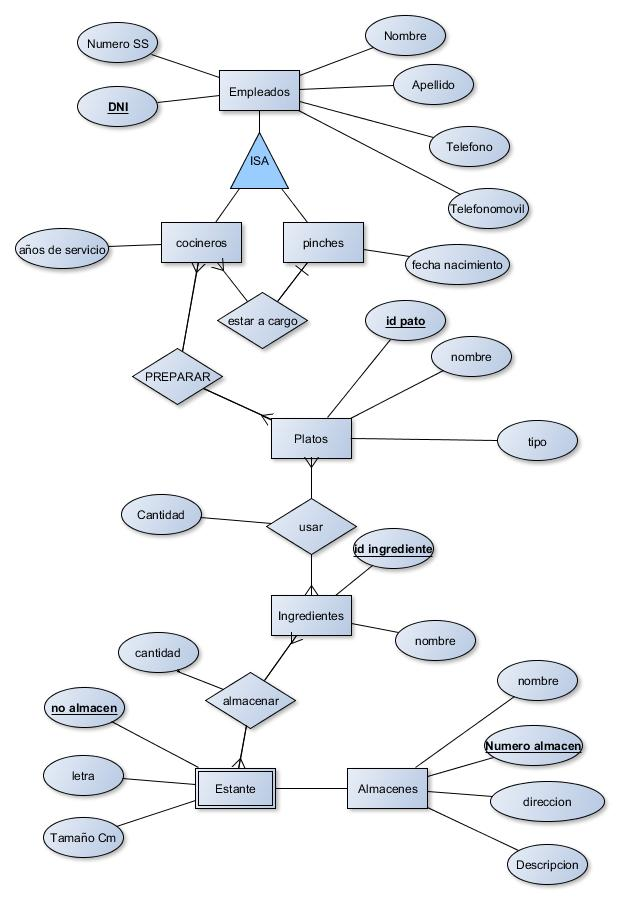 Numero SS
Nombre
Empleados
Apellido
DNI
Telefono
ISA
Telefonomovil
años de servicio
cocineros
pinches
fecha nacimiento
estar a cargo
id pato
nombre
PREPARAR
Platos
tipo
Cantidad
usar
id ingrediente
Ingredientes
nombre
cantidad
nombre
almacenar
no almacen
Numero almacen
letra
Estante
Almacenes
direccion
Tamaño Cm
Descripcion